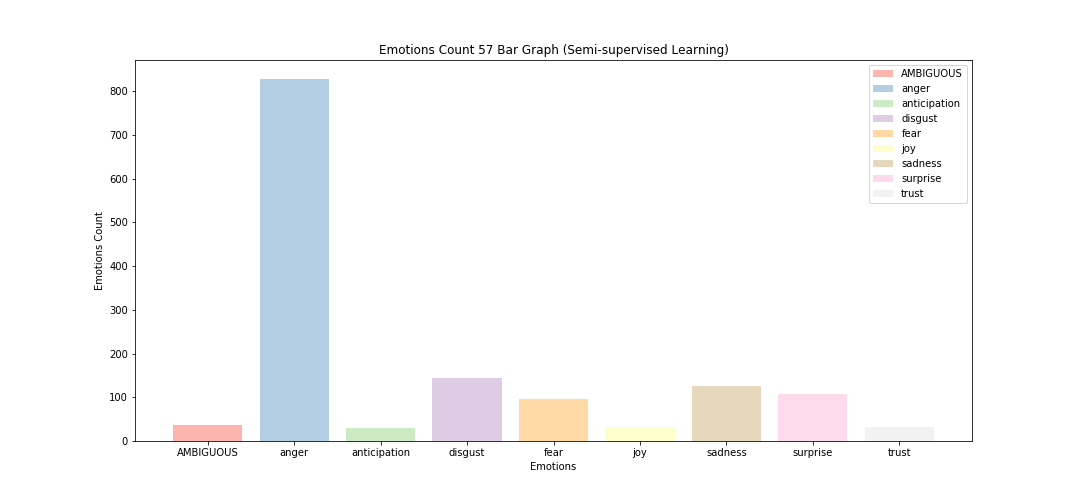 Emotions Count 57 Bar Graph (Semi-supervised Learning)
AMBIGUOUS
anger
anticipation
disgust
fear
joy
sadness
surprise
trust
Emotions Count
800
700
600
500
400
300
200
100
0
AMBIGUOUS anger anticipation disgust fear joy sadness surprise trust
Emotions